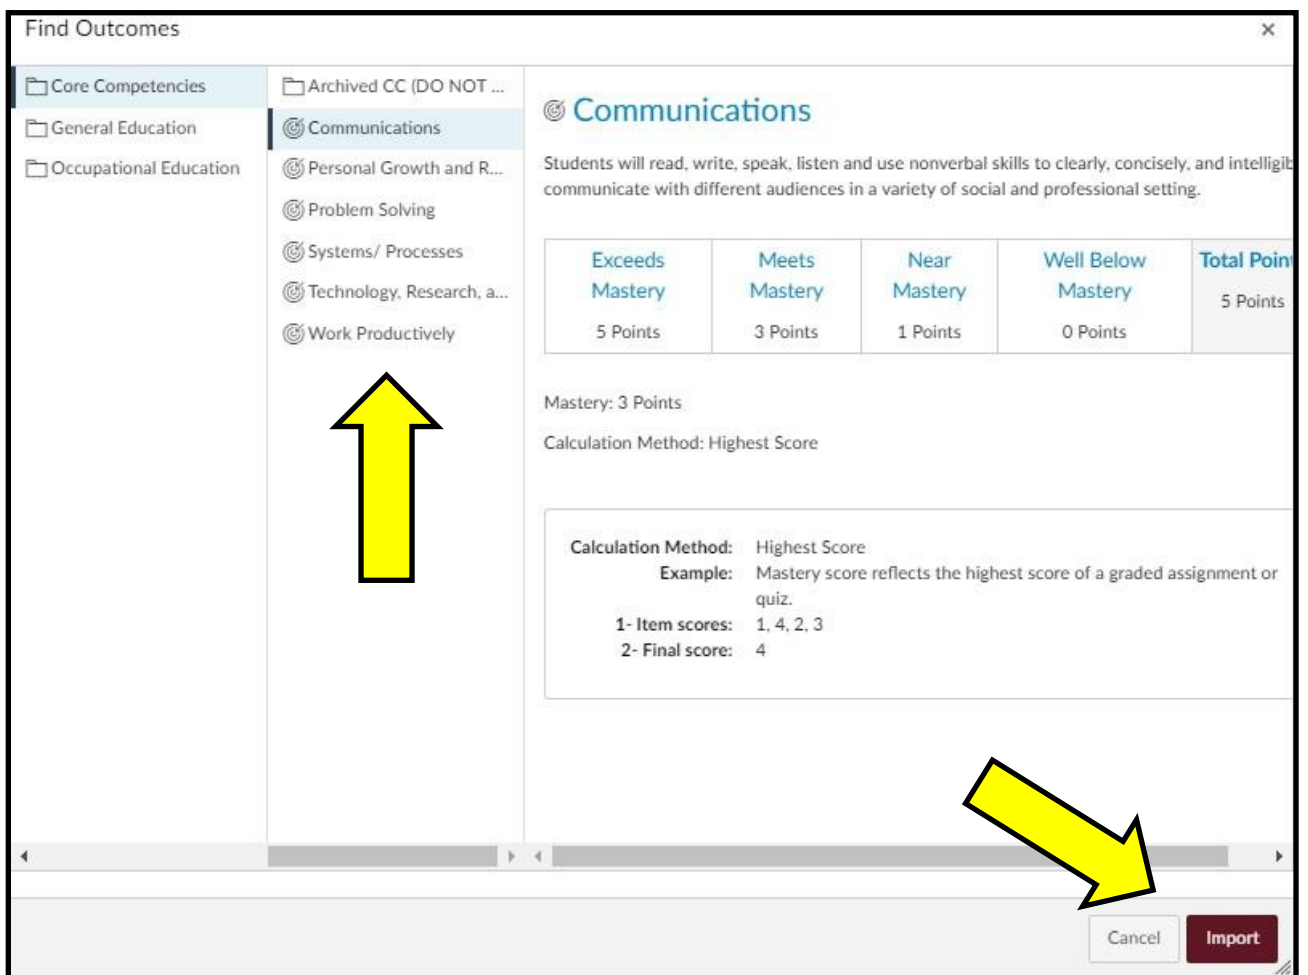 Find Outcomes
×
Core Competencies
General Education
Occupational Education
Archived CC (DO NOT ...
Communications
Personal Growth and R...
Problem Solving
Systems/ Processes
Technology, Research, a...
Work Productively
Communications
Students will read, write, speak, listen and use nonverbal skills to clearly, concisely, and intelligib
communicate with different audiences in a variety of social and professional setting.
Exceeds Mastery 5 Points
Meets Mastery 3 Points
Near Mastery 1 Points
Well Below Mastery 0 Points
Total Poin 5 Points
Mastery: 3 Points
Calculation Method: Highest Score
Calculation Method: Highest Score
Example: Mastery score reflects the highest score of a graded assignment or
quiz.
1- Item scores: 1, 4, 2, 3
2- Final score: 4
Cancel
Import